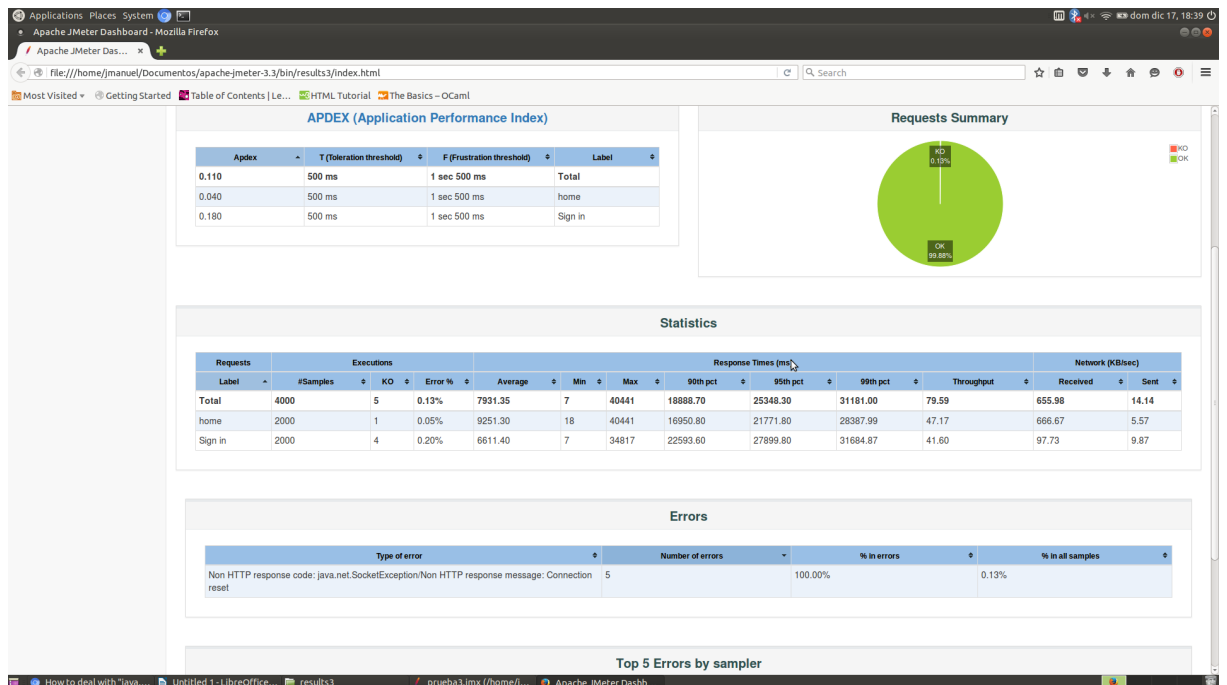 Applications Places System dom dic 17, 18:39
Apache JMeter Dashboard - Mozilla Firefox
Apache JMeter Das... ×
file:///home/jmanuel/Documentos/apache-jmeter-3.3/bin/results3/index.html Search
Most Visited Getting Started Table of Contents | Le... HTML Tutorial The Basics – OCaml
APDEX (Application Performance Index)
Apdex T (Toleration threshold) F (Frustration threshold) Label
0.110 500 ms 1 sec 500 ms Total
0.040 500 ms 1 sec 500 ms home
0.180 500 ms 1 sec 500 ms Sign in
Requests Summary
KO
0.13%
KO
OK
OK
99.88%
Statistics
Requests Executions Response Times (ms) Network (KB/sec)
Label #Samples KO Error % Average Min Max 90th pct 95th pct 99th pct Throughput Received Sent
Total 4000 5 0.13% 7931.35 7 40441 18888.70 25348.30 31181.00 79.59 655.98 14.14
home 2000 1 0.05% 9251.30 18 40441 16950.80 21771.80 28387.99 47.17 666.67 5.57
Sign in 2000 4 0.20% 6611.40 7 34817 22593.60 27899.80 31684.87 41.60 97.73 9.87
Errors
Type of error Number of errors % in errors % in all samples
Non HTTP response code: java.net.SocketException/Non HTTP response message: Connection 5 100.00% 0.13%
reset
Top 5 Errors by sampler
How to deal with "java.... Untitled 1 - LibreOffice... results3 prueba3.jmx (/home/j... Apache JMeter Dashb...